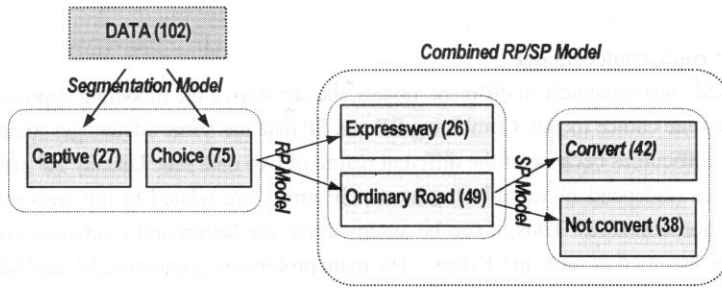 DATA (102)
Combined RP/SP Model
Segmentation Model
Expressway (26)
Captive (27)
Choice (75)
RP Model
Ordinary Road (49)
SP Model
Convert (42)
Not convert (38)